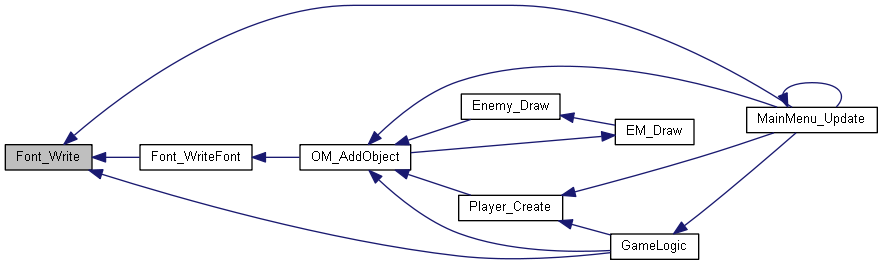 Font_Write
Font_WriteFont
OM_AddObject
Enemy_Draw
EM_Draw
Player_Create
GameLogic
MainMenu_Update